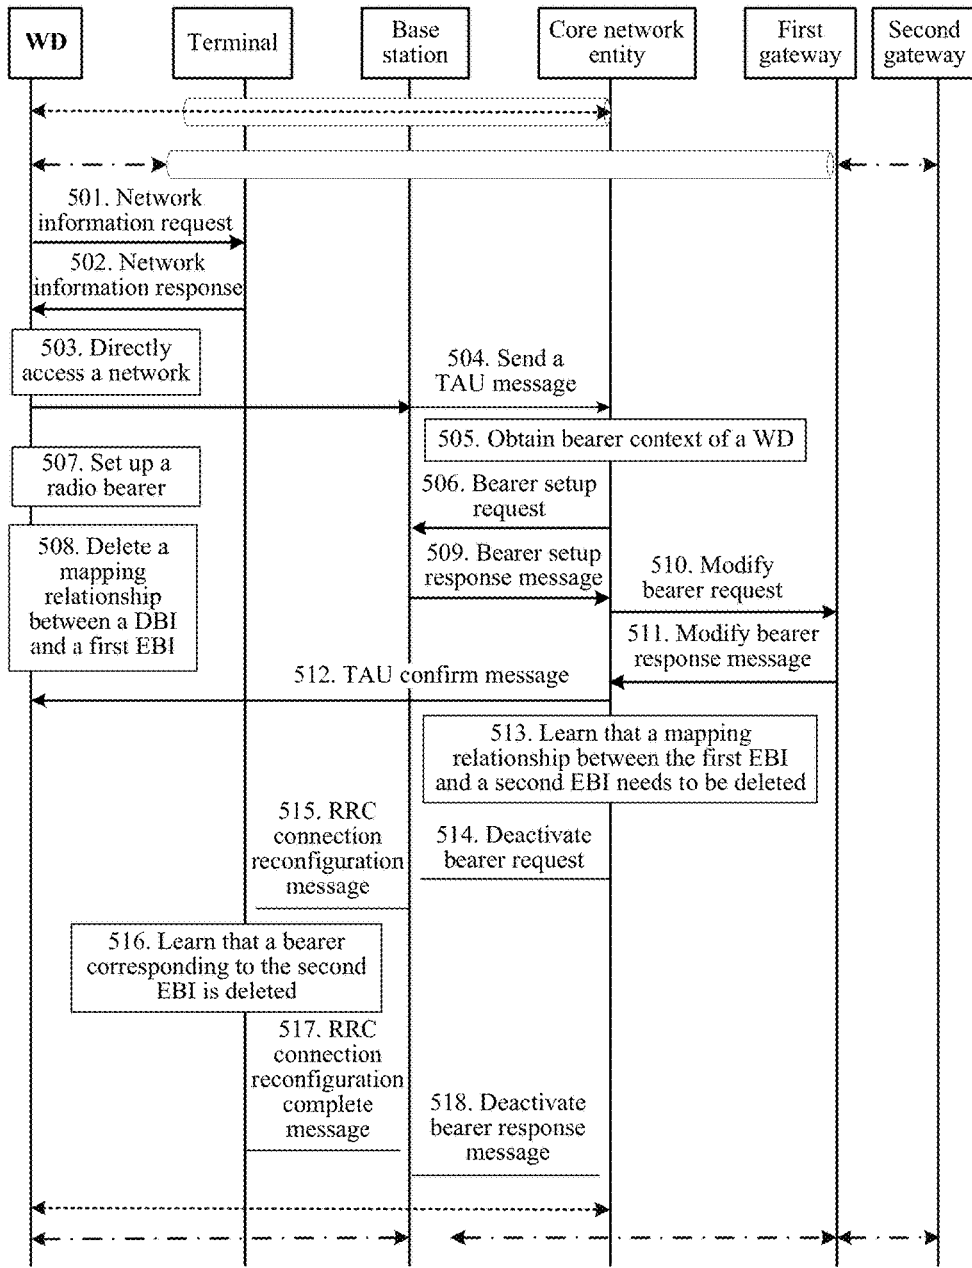 WD
Terminal
Base
station
Core network
entity
First
gateway
Second
gateway
501. Network
information request
502. Network
information response
503. Directly
access a network
504. Send a
TAU message
505. Obtain bearer context of a WD
507. Set up a
radio bearer
506. Bearer setup
request
508. Delete a
mapping
relationship
between a DBI
and a first EBI
509. Bearer setup
response message
510. Modify
bearer request
511. Modify bearer
response message
512. TAU confirm message
513. Learn that a mapping
relationship between the first EBI
and a second EBI needs to be deleted
515. RRC
connection
reconfiguration
message
514. Deactivate
bearer request
516. Learn that a bearer
corresponding to the second
EBI is deleted
517. RRC
connection
reconfiguration
complete
message
518. Deactivate
bearer response
message